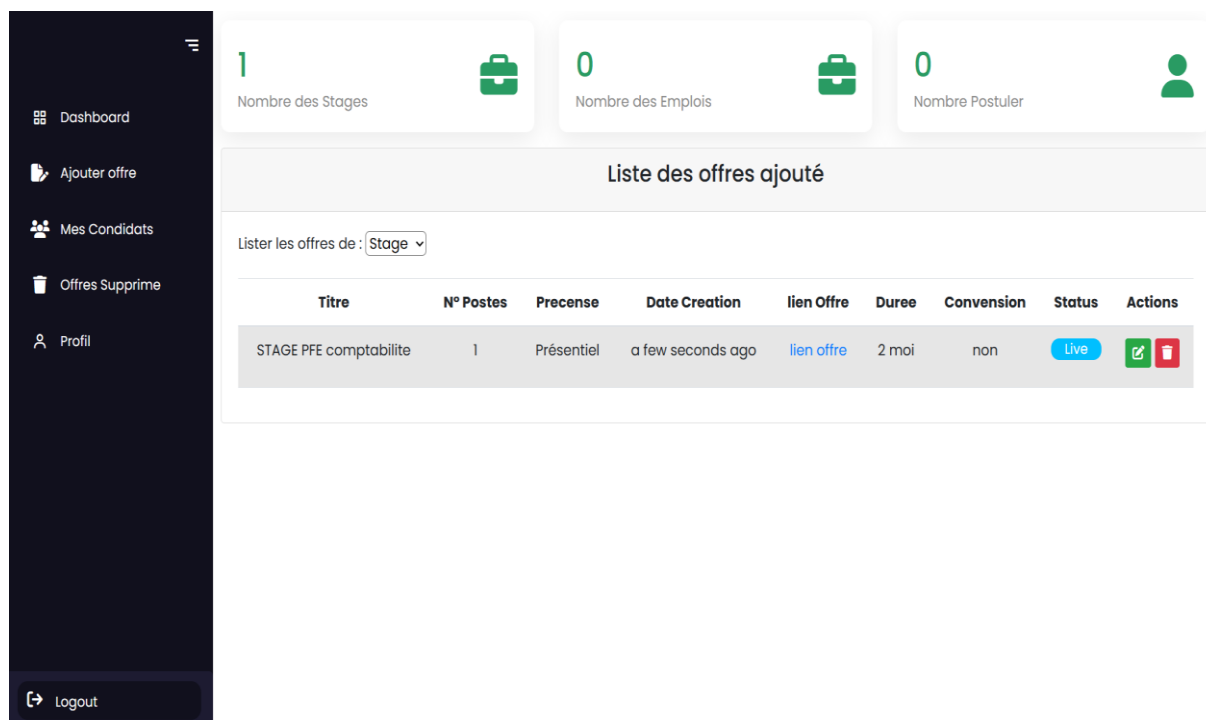 Dashboard
Ajouter offre
Mes Condidats
Offres Supprime
Profil
Logout
1
Nombre des Stages
0
Nombre des Emplois
0
Nombre Postuler
Liste des offres ajouté
Lister les offres de : Stage
Titre N° Postes Precense Date Creation lien Offre Duree Convension Status Actions
STAGE PFE comptabilite 1 Présentiel a few seconds ago lien offre 2 moi non Live